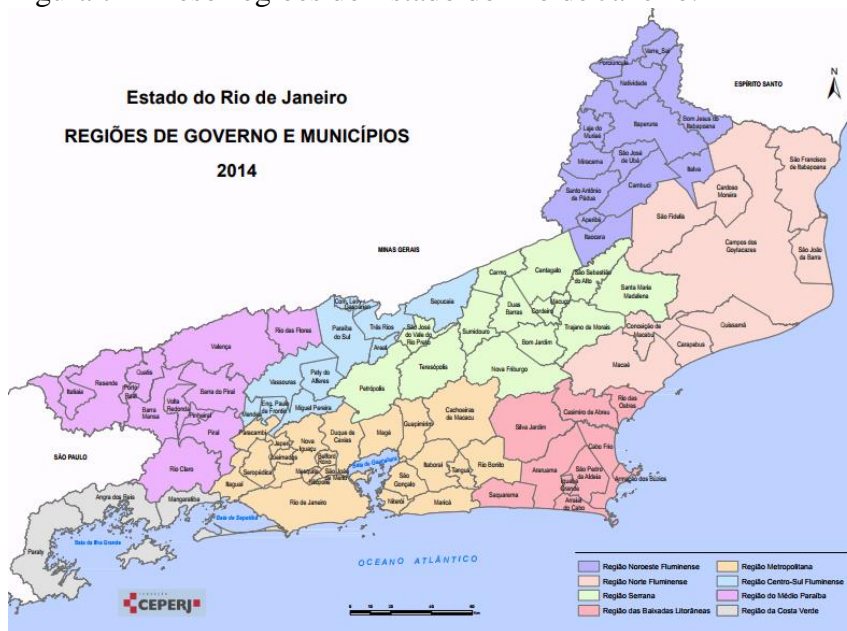 Estado do Rio de Janeiro
REGIÕES DE GOVERNO E MUNICÍPIOS
2014
N
ESPÍRITO SANTO
MINAS GERAIS
SÃO PAULO
Varre_Sai
Porciúncula
Natividade
Itaperuna
Bom Jesus do
Itabapoana
Laje do
Muriaé
São José
de Ubá
Miracema
Italva
Cambuci
Santo Antônio
de Pádua
Aperibé
Itaocara
São Francisco
de Itabapoana
Cardoso
Moreira
São Fidélis
Campos dos
Goytacazes
São João
da Barra
Quissamã
Conceição de
Macabu
Carapebus
Macaé
Carmo
Cantagalo
São Sebastião
do Alto
Santa Maria
Madalena
Duas
Barras
Macuco
Cordeiro
Sumidouro
Trajano de Morais
Bom Jardim
Nova Friburgo
Teresópolis
Petrópolis
São José
do Vale do
Rio Preto
Sapucaia
Com. Levy
Gasparian
Três Rios
Paraíba
do Sul
Areal
Paty do
Alferes
Vassouras
Miguel Pereira
Eng. Paulo
de Frontin
Mendes
Rio das Flores
Valença
Barra do Piraí
Piraí
Pinheiral
Volta
Redonda
Barra
Mansa
Quatis
Porto
Real
Resende
Itatiaia
Rio Claro
Angra dos Reis
Mangaratiba
Paraty
Baía da Ilha Grande
Baía de Sepetiba
Paracambi
Japeri
Nova
Iguaçu
Queimados
Seropédica
Itaguaí
Duque de
Caxias
Belford
Roxo
Mesquita
São João
de Meriti
Nilópolis
Rio de Janeiro
Magé
Guapimirim
Cachoeiras
de Macacu
Baía de Guanabara
Itaboraí
Tanguá
Rio Bonito
São
Gonçalo
Niterói
Maricá
Silva Jardim
Casimiro de Abreu
Rio das
Ostras
Cabo Frio
Araruama
São Pedro
da Aldeia
Iguaba
Grande
Armação dos Búzios
Arraial
do Cabo
Saquarema
OCEANO ATLÂNTICO
Região Noroeste Fluminense
Região Norte Fluminense
Região Serrana
Região das Baixadas Litorâneas
Região Metropolitana
Região Centro-Sul Fluminense
Região do Médio Paraíba
Região da Costa Verde
FUNDAÇÃO
CEPERJ